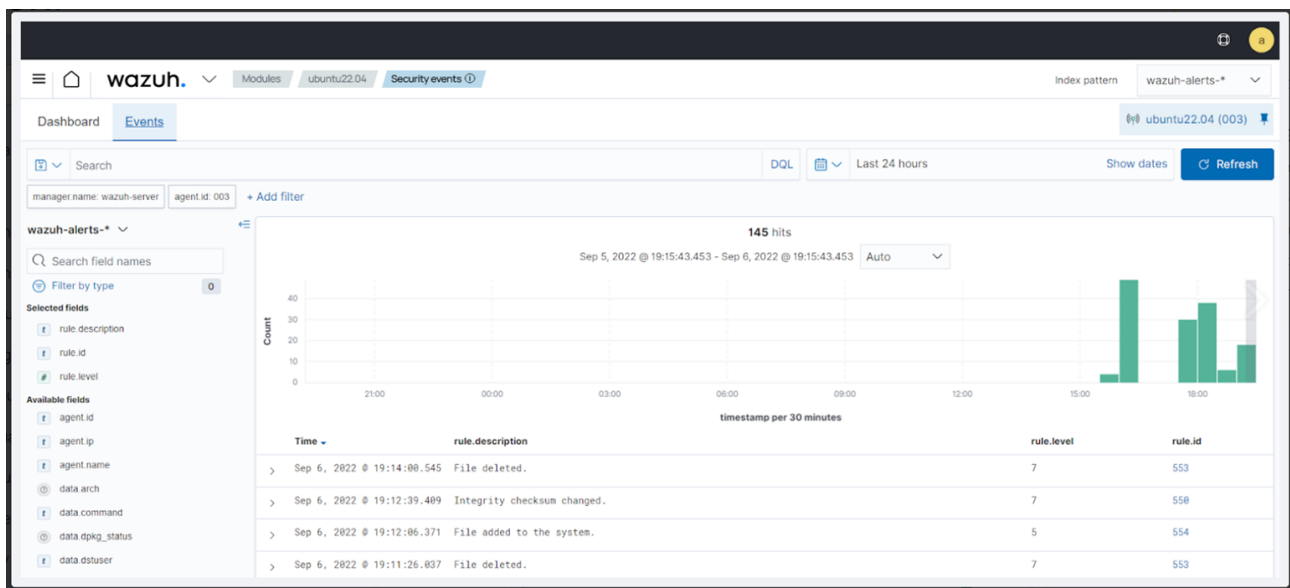 a
wazuh. Modules ubuntu22.04 Security events Index pattern wazuh-alerts-*
Dashboard Events ubuntu22.04 (003)
Search DQL Last 24 hours Show dates Refresh
manager.name: wazuh-server agent.id: 003 + Add filter
wazuh-alerts-*
145 hits
Search field names
Sep 5, 2022 @ 19:15:43.453 - Sep 6, 2022 @ 19:15:43.453 Auto
Filter by type 0
Selected fields
t rule.description
t rule.id
# rule.level
Available fields
t agent.id
t agent.ip
t agent.name
data.arch
t data.command
data.dpkg_status
t data.dstuser
Count
40
30
20
10
0
21:00 00:00 03:00 06:00 09:00 12:00 15:00 18:00
timestamp per 30 minutes
Time rule.description rule.level rule.id
Sep 6, 2022 @ 19:14:00.545 File deleted. 7 553
Sep 6, 2022 @ 19:12:39.409 Integrity checksum changed. 7 550
Sep 6, 2022 @ 19:12:06.371 File added to the system. 5 554
Sep 6, 2022 @ 19:11:26.037 File deleted. 7 553